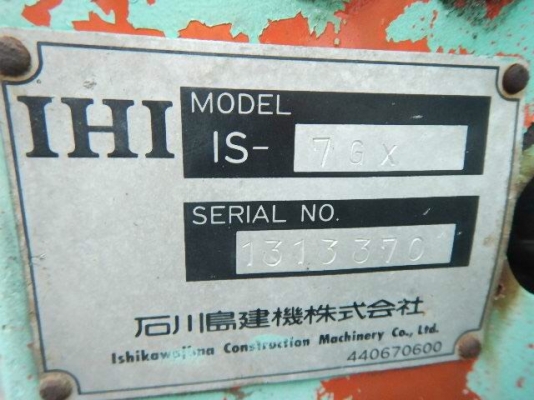 IHI
MODEL
IS- 7GX
SERIAL NO.
1313370
石川島建機株式会社
Ishikawajima Construction Machinery Co., Ltd.
440670600